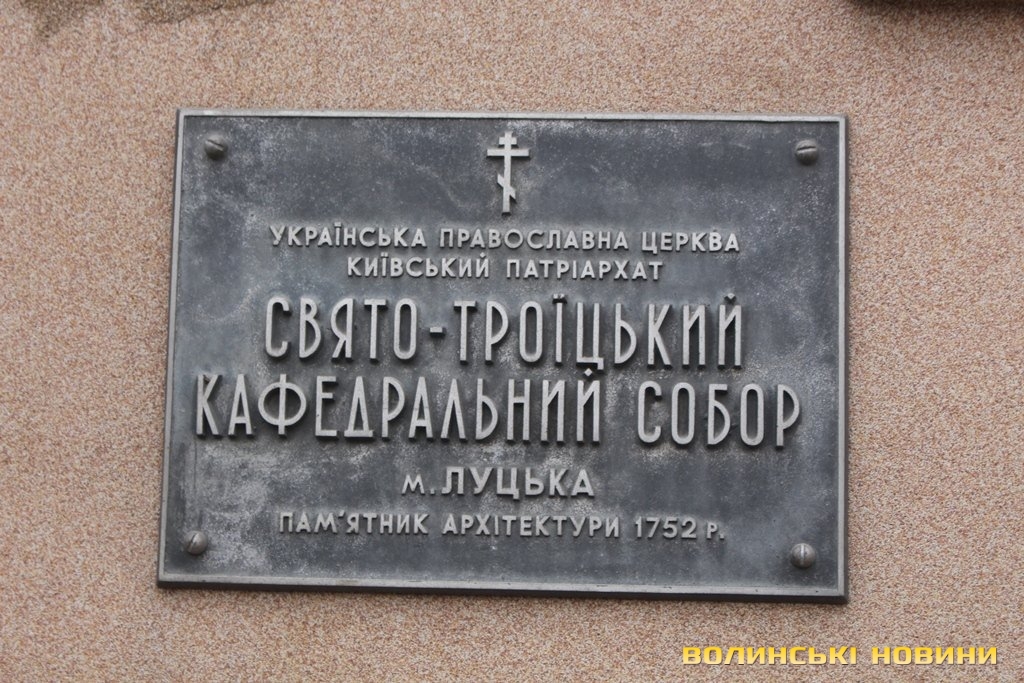 УКРАЇНСЬКА ПРАВОСЛАВНА ЦЕРКВА
КИЇВСЬКИЙ ПАТРІАРХАТ
СВЯТО-ТРОЇЦЬКИЙ
КАФЕДРАЛЬНИЙ СОБОР
м. ЛУЦЬКА
ПАМ'ЯТНИК АРХІТЕКТУРИ 1752 р.
ВОЛИНСЬКІ НОВИНИ